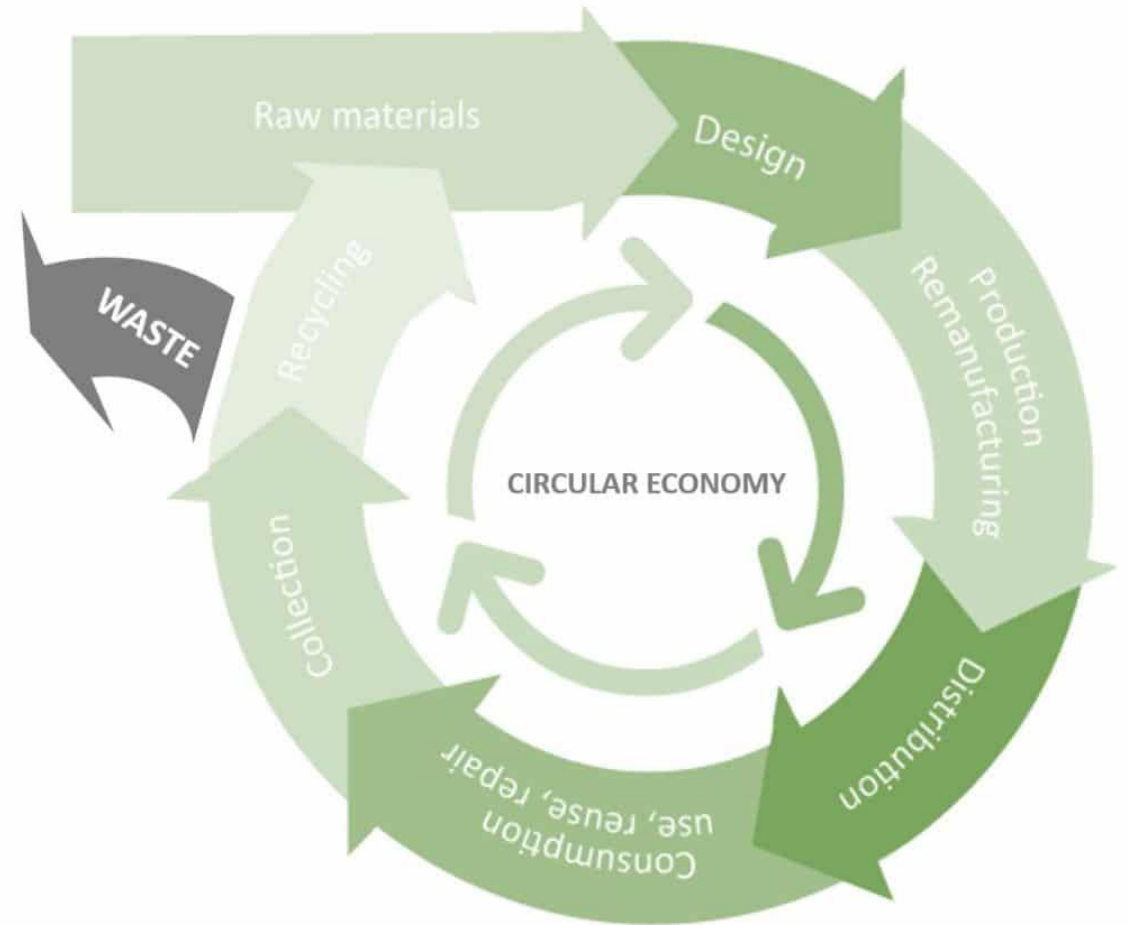 Raw materials
Design
Production
Remanufacturing
Distribution
Consumption
use, reuse, repair
Collection
Recycling
WASTE
CIRCULAR ECONOMY